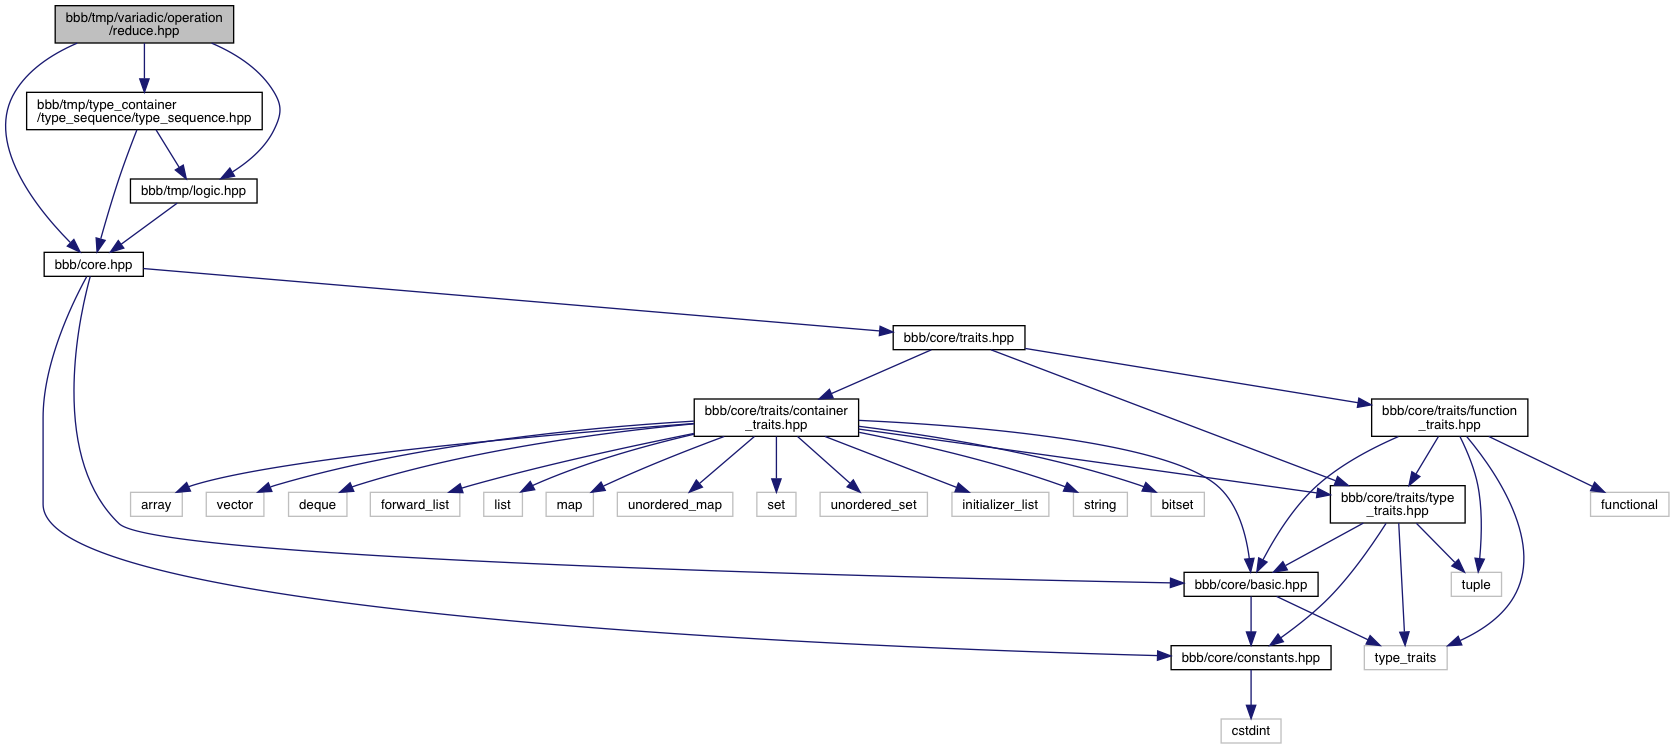 bbb/tmp/variadic/operation
/reduce.hpp
bbb/tmp/type_container
/type_sequence/type_sequence.hpp
bbb/tmp/logic.hpp
bbb/core.hpp
bbb/core/traits.hpp
bbb/core/traits/container
_traits.hpp
bbb/core/traits/function
_traits.hpp
array
vector
deque
forward_list
list
map
unordered_map
set
unordered_set
initializer_list
string
bitset
bbb/core/traits/type
_traits.hpp
functional
bbb/core/basic.hpp
tuple
bbb/core/constants.hpp
type_traits
cstdint